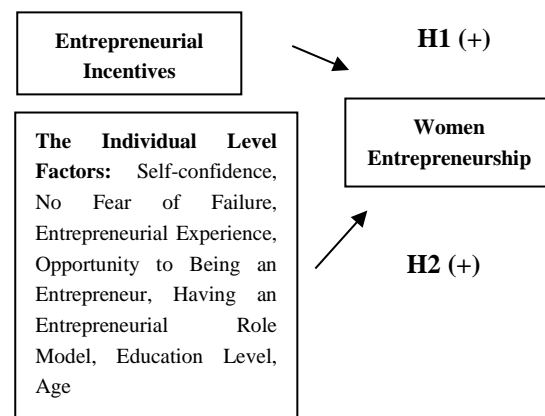 Entrepreneurial
Incentives
H1 (+)
Women
Entrepreneurship
The Individual Level
Factors: Self-confidence,
No Fear of Failure,
Entrepreneurial Experience,
Opportunity to Being an
Entrepreneur, Having an
Entrepreneurial Role
Model, Education Level,
Age
H2 (+)